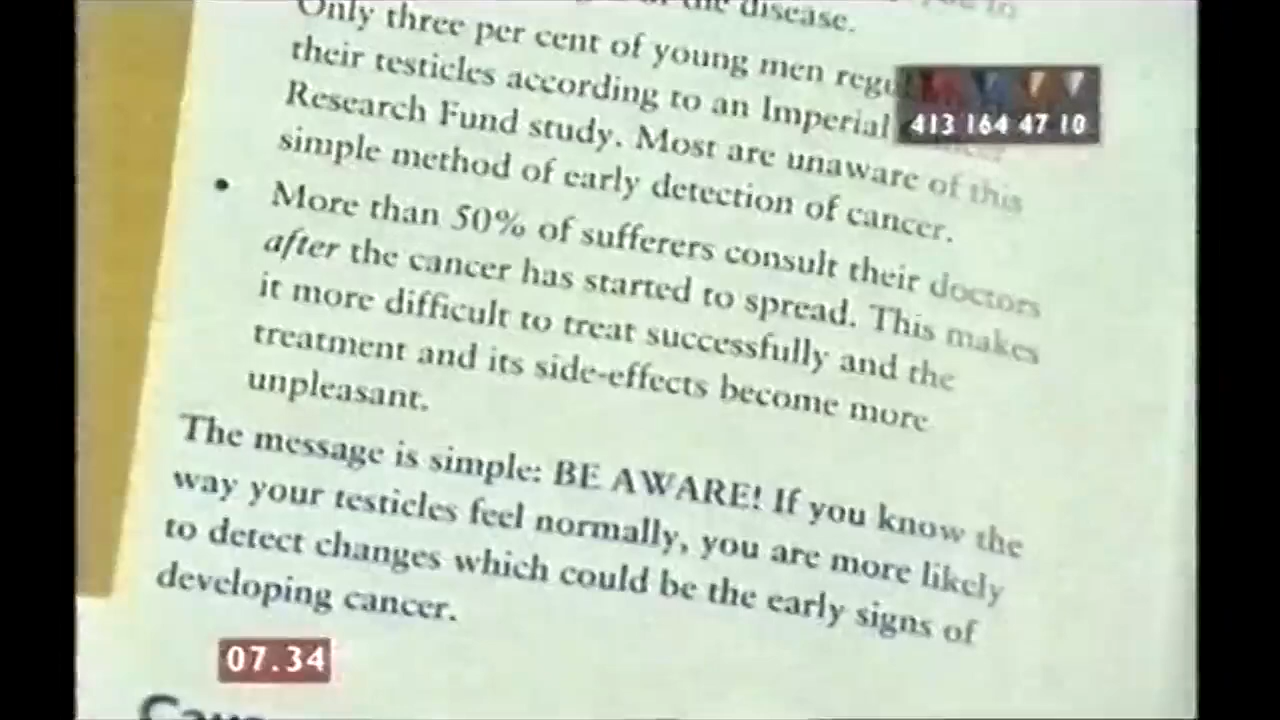 the disease.
Only three per cent of young men
their testicles according to an Imperial
Research Fund study. Most are unaware of this
simple method of early detection of cancer.
• More than 50% of sufferers consult their doctors
after the cancer has started to spread. This makes
it more difficult to treat successfully and the
treatment and its side-effects become more
unpleasant.
The message is simple: BE AWARE! If you know the
way your testicles feel normally, you are more likely
to detect changes which could be the early signs of
developing cancer.
413 164 47 10
07.34